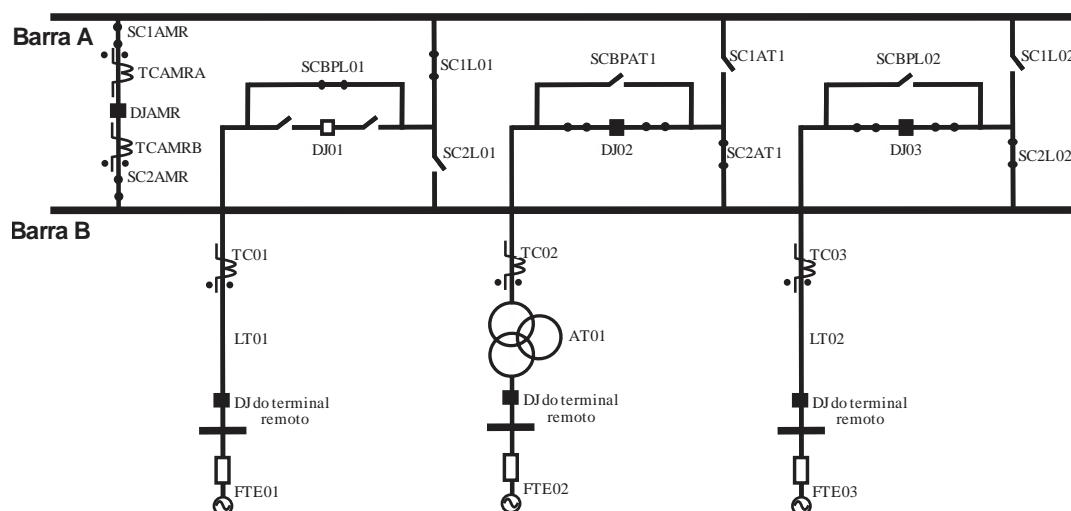 Barra A
SC1AMR
TCAMRA
DJAMR
TCAMRB
SC2AMR
SCBPL01
DJ01
SC1L01
SC2L01
SCBPAT1
DJ02
SC1AT1
SC2AT1
SCBPL02
DJ03
SC1L02
SC2L02
Barra B
TC01
TC02
TC03
LT01
AT01
LT02
DJ do terminal
remoto
DJ do terminal
remoto
DJ do terminal
remoto
FTE01
FTE02
FTE03